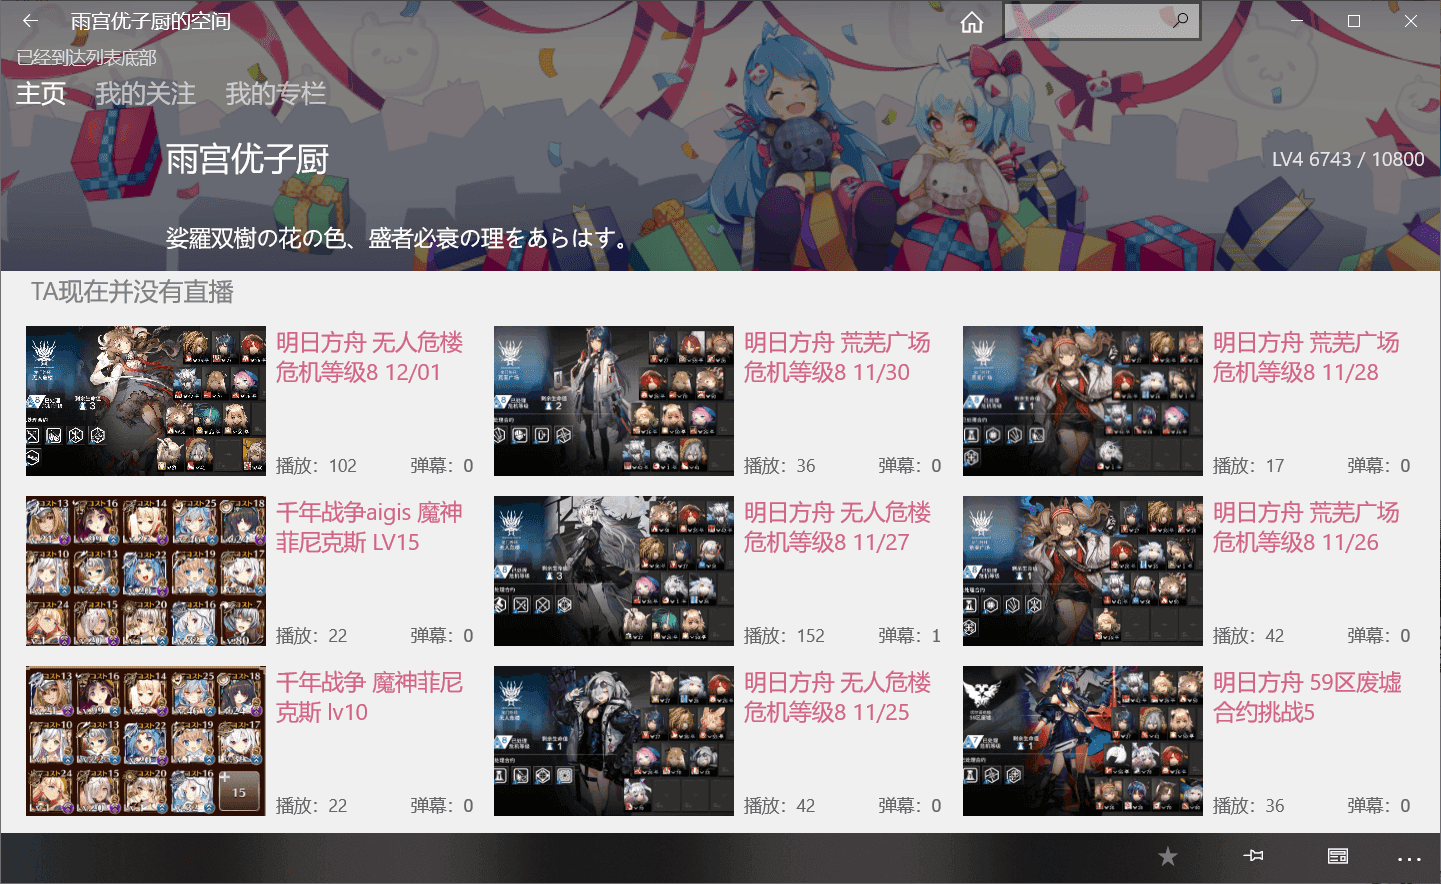 雨宫优子厨的空间
已经到达列表底部
主页 我的关注 我的专栏
雨宫优子厨
LV4 6743 / 10800
娑羅双樹の花の色、盛者必衰の理をあらはす。
TA现在并没有直播
明日方舟 无人危楼
危机等级8 12/01
播放：102 弹幕：0
明日方舟 荒芜广场
危机等级8 11/30
播放：36 弹幕：0
明日方舟 荒芜广场
危机等级8 11/28
播放：17 弹幕：0
千年战争aigis 魔神
菲尼克斯 LV15
播放：22 弹幕：0
明日方舟 无人危楼
危机等级8 11/27
播放：152 弹幕：1
明日方舟 荒芜广场
危机等级8 11/26
播放：42 弹幕：0
千年战争 魔神菲尼
克斯 lv10
播放：22 弹幕：0
明日方舟 无人危楼
危机等级8 11/25
播放：42 弹幕：0
明日方舟 59区废墟
合约挑战5
播放：36 弹幕：0